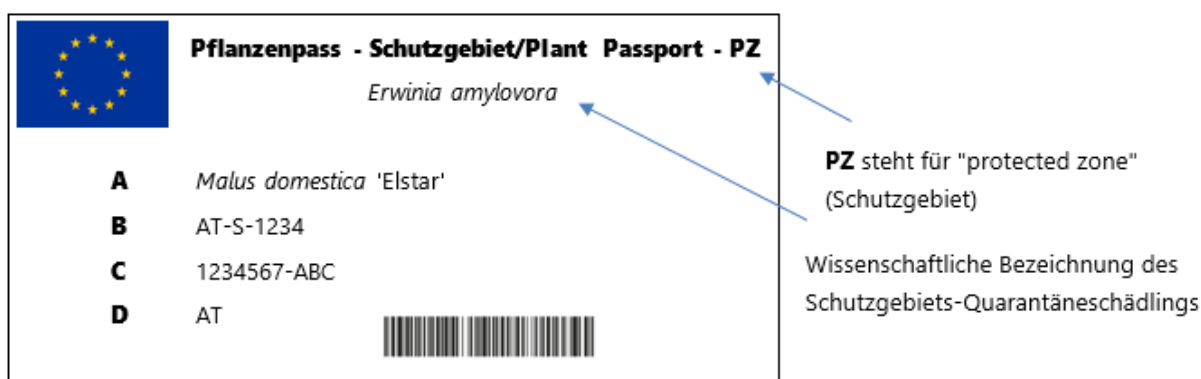 Pflanzenpass - Schutzgebiet/Plant Passport - PZ
Erwinia amylovora
A Malus domestica 'Elstar'
B AT-S-1234
C 1234567-ABC
D AT
PZ steht für "protected zone"
(Schutzgebiet)
Wissenschaftliche Bezeichnung des
Schutzgebiets-Quarantäneschädlings